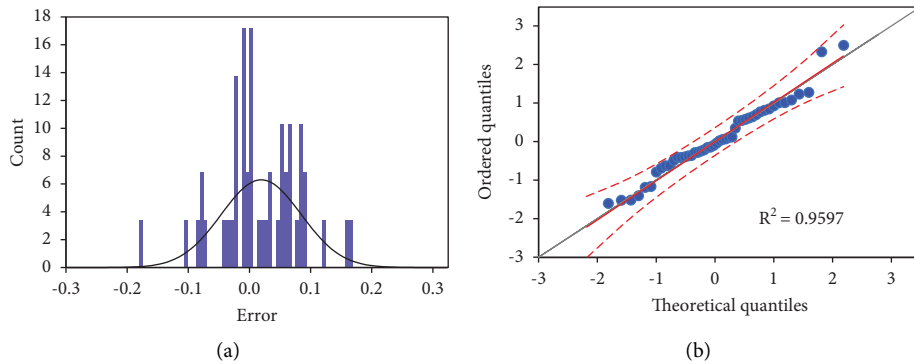 18
16
14
12
10
8
6
4
2
0
Count
-0.3 -0.2 -0.1 0.0 0.1 0.2 0.3
Error
(a)
3
2
1
0
-1
-2
-3
Ordered quantiles
R² = 0.9597
-3 -2 -1 0 1 2 3
Theoretical quantiles
(b)